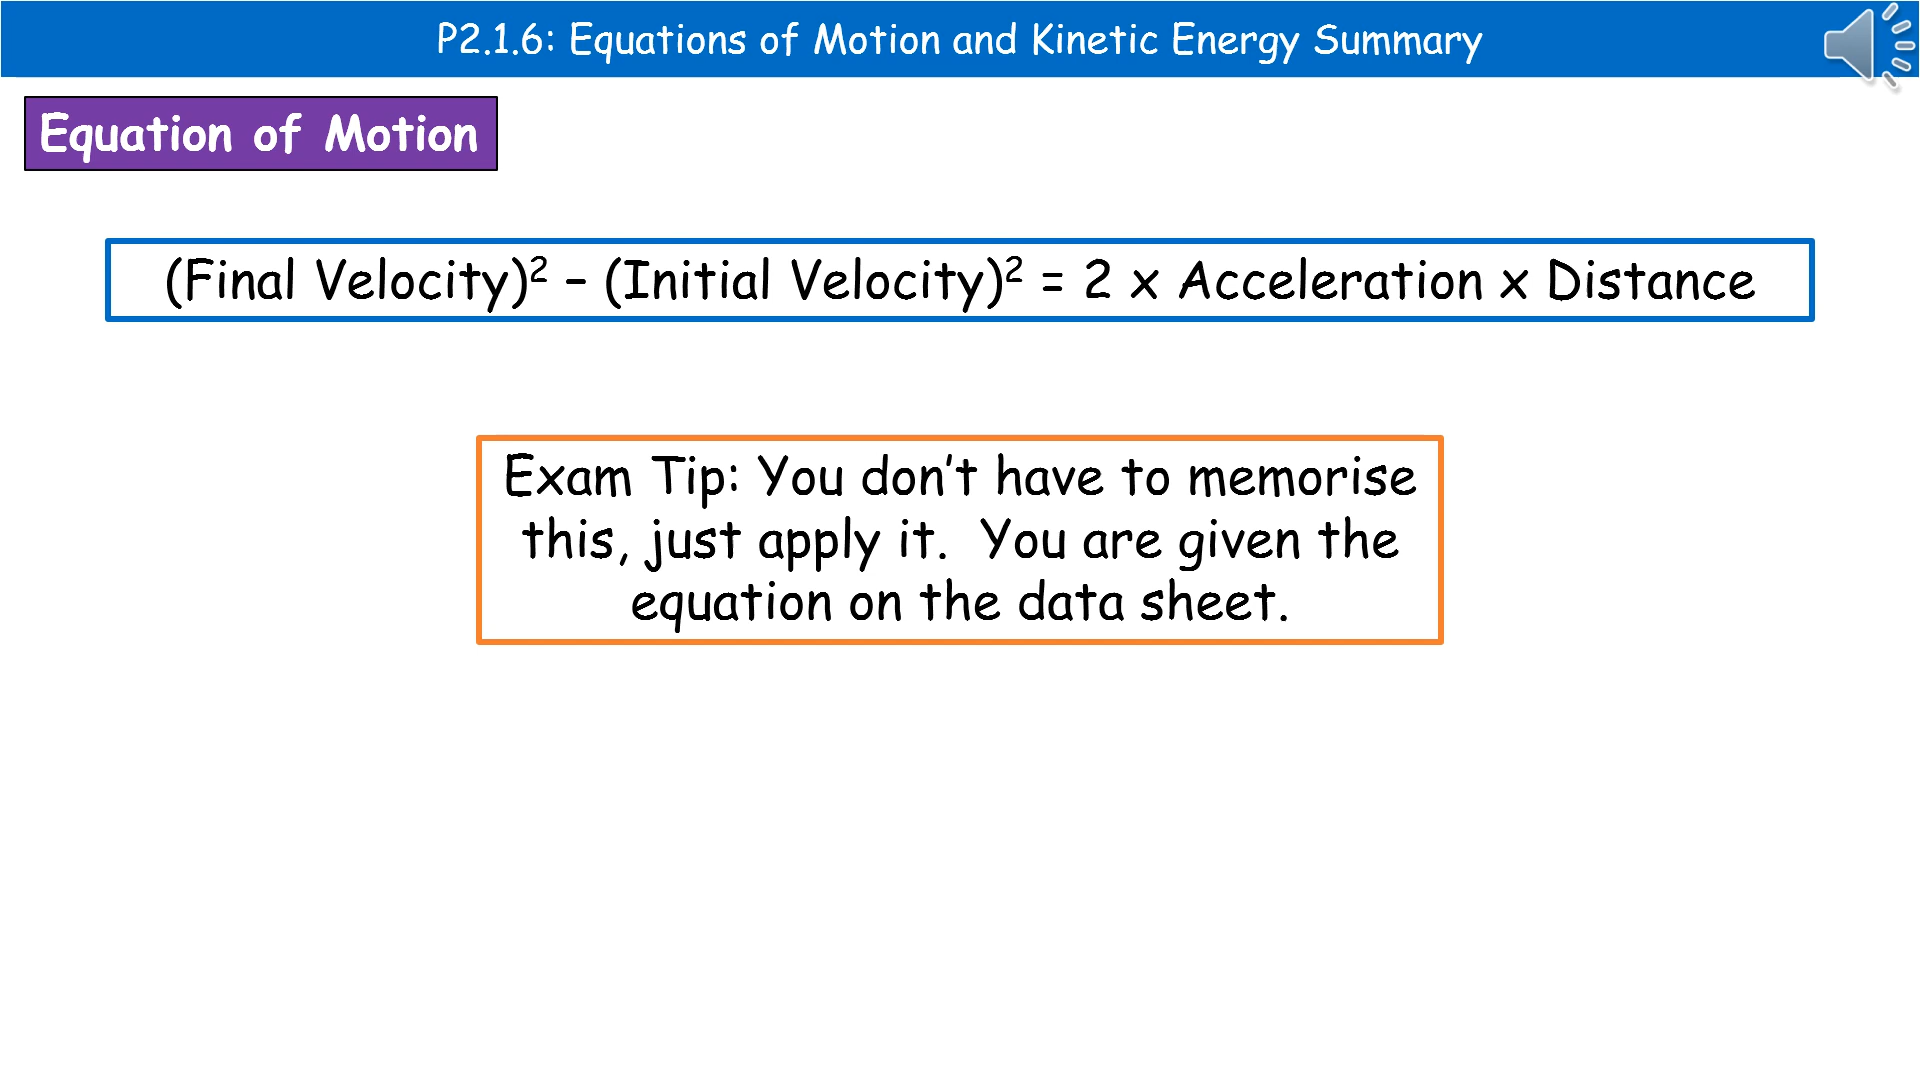 P2.1.6: Equations of Motion and Kinetic Energy Summary
Equation of Motion
(Final Velocity)² – (Initial Velocity)² = 2 x Acceleration x Distance
Exam Tip: You don’t have to memorise
this, just apply it.  You are given the
equation on the data sheet.